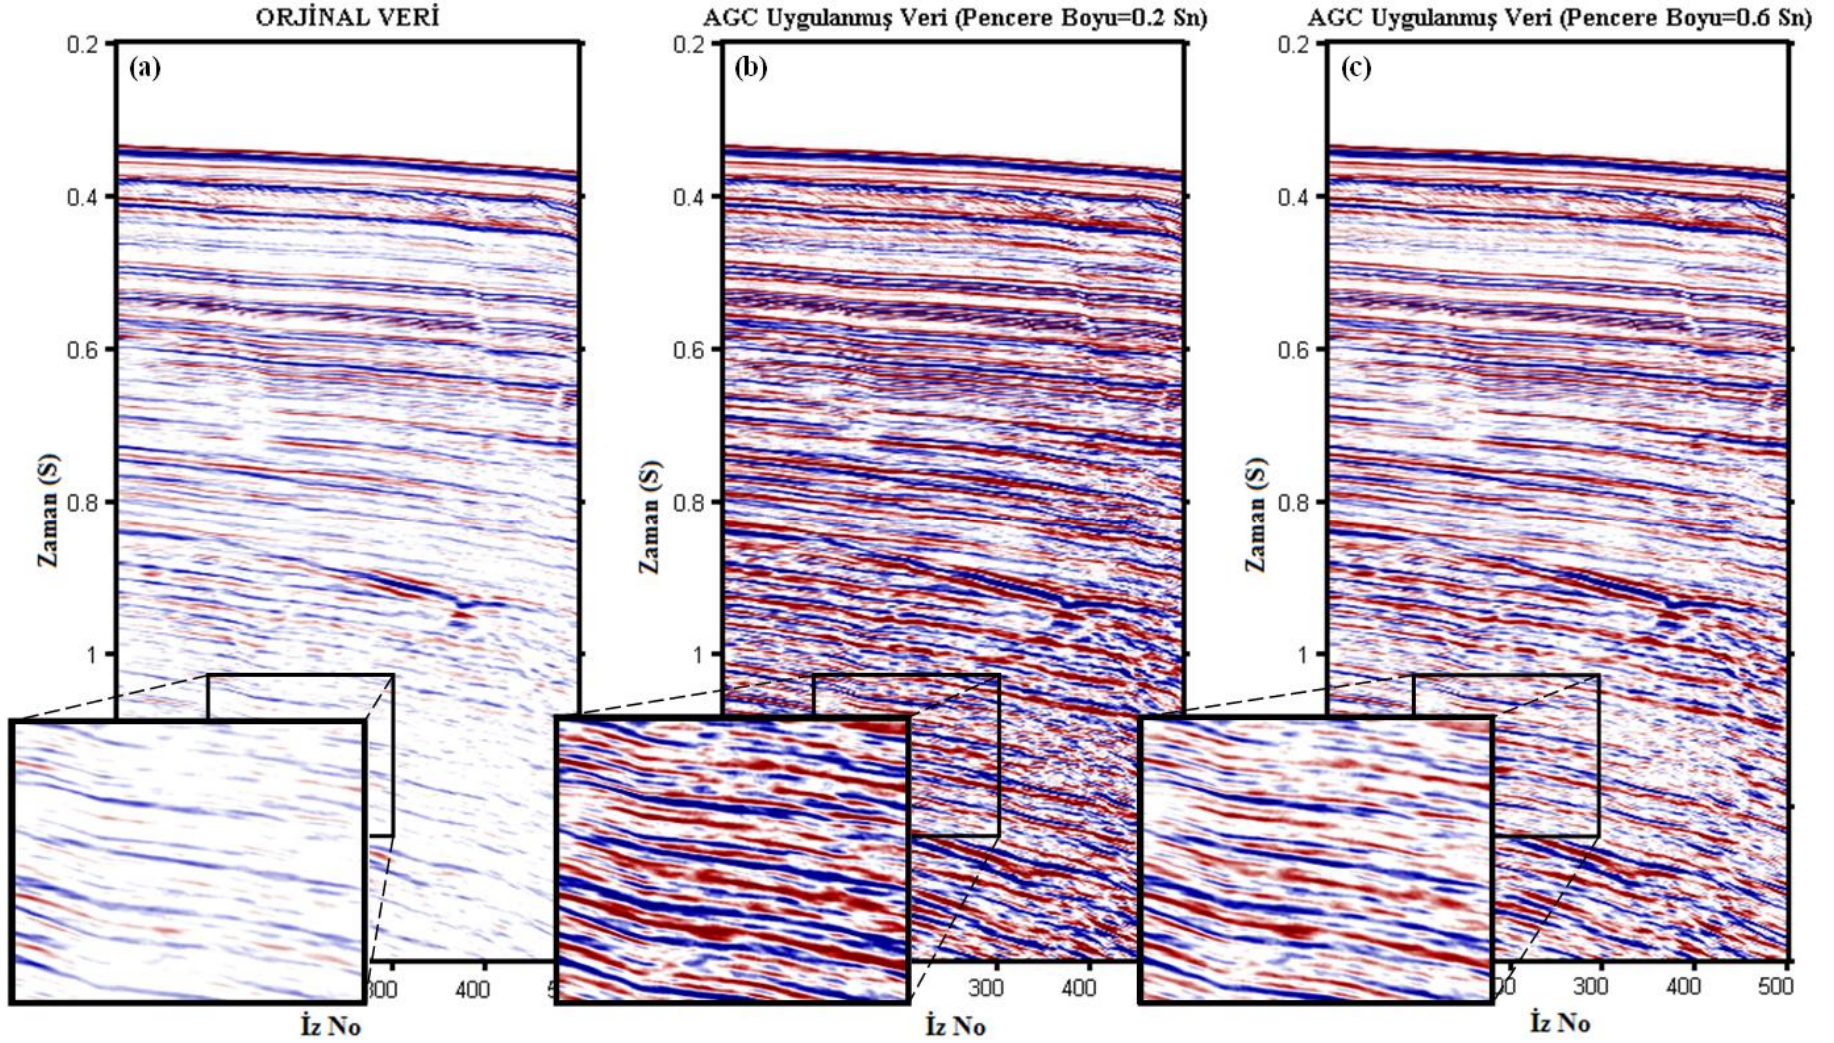 ORJİNAL VERİ
AGC Uygulanmış Veri (Pencere Boyu=0.2 Sn)
AGC Uygulanmış Veri (Pencere Boyu=0.6 Sn)
(a)
(b)
(c)
0.2
0.4
0.6
0.8
1
Zaman (S)
0.2
0.4
0.6
0.8
1
Zaman (S)
0.2
0.4
0.6
0.8
1
Zaman (S)
400
300
400
300
400
500
İz No
İz No
İz No